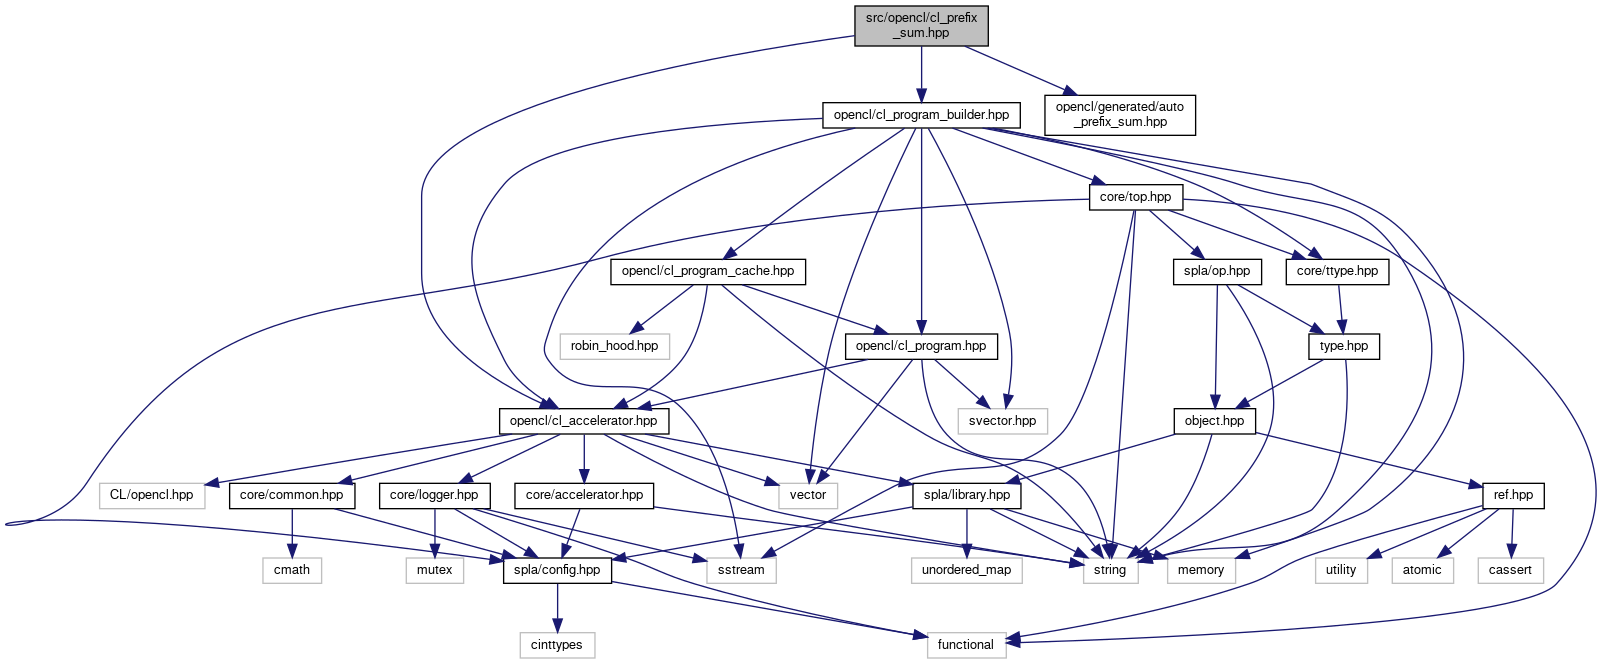 src/opencl/cl_prefix
_sum.hpp
opencl/cl_program_builder.hpp
opencl/generated/auto
_prefix_sum.hpp
core/top.hpp
opencl/cl_program_cache.hpp
spla/op.hpp
core/ttype.hpp
robin_hood.hpp
opencl/cl_program.hpp
type.hpp
opencl/cl_accelerator.hpp
svector.hpp
object.hpp
CL/opencl.hpp
core/common.hpp
core/logger.hpp
core/accelerator.hpp
vector
spla/library.hpp
ref.hpp
cmath
mutex
spla/config.hpp
sstream
unordered_map
string
memory
utility
atomic
cassert
cinttypes
functional